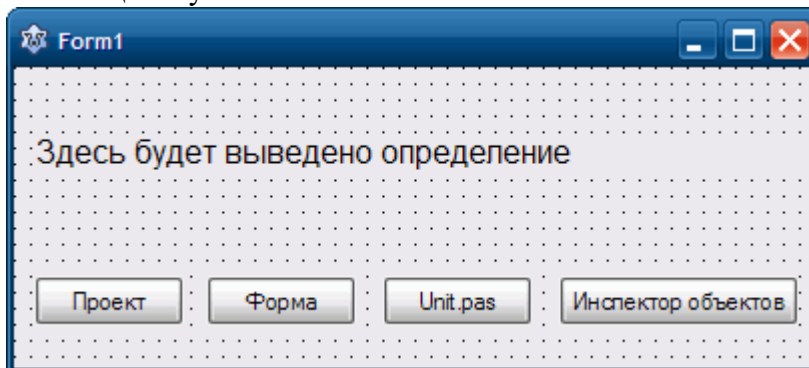 Form1
Здесь будет выведено определение
Проект Форма Unit.pas Инспектор объектов